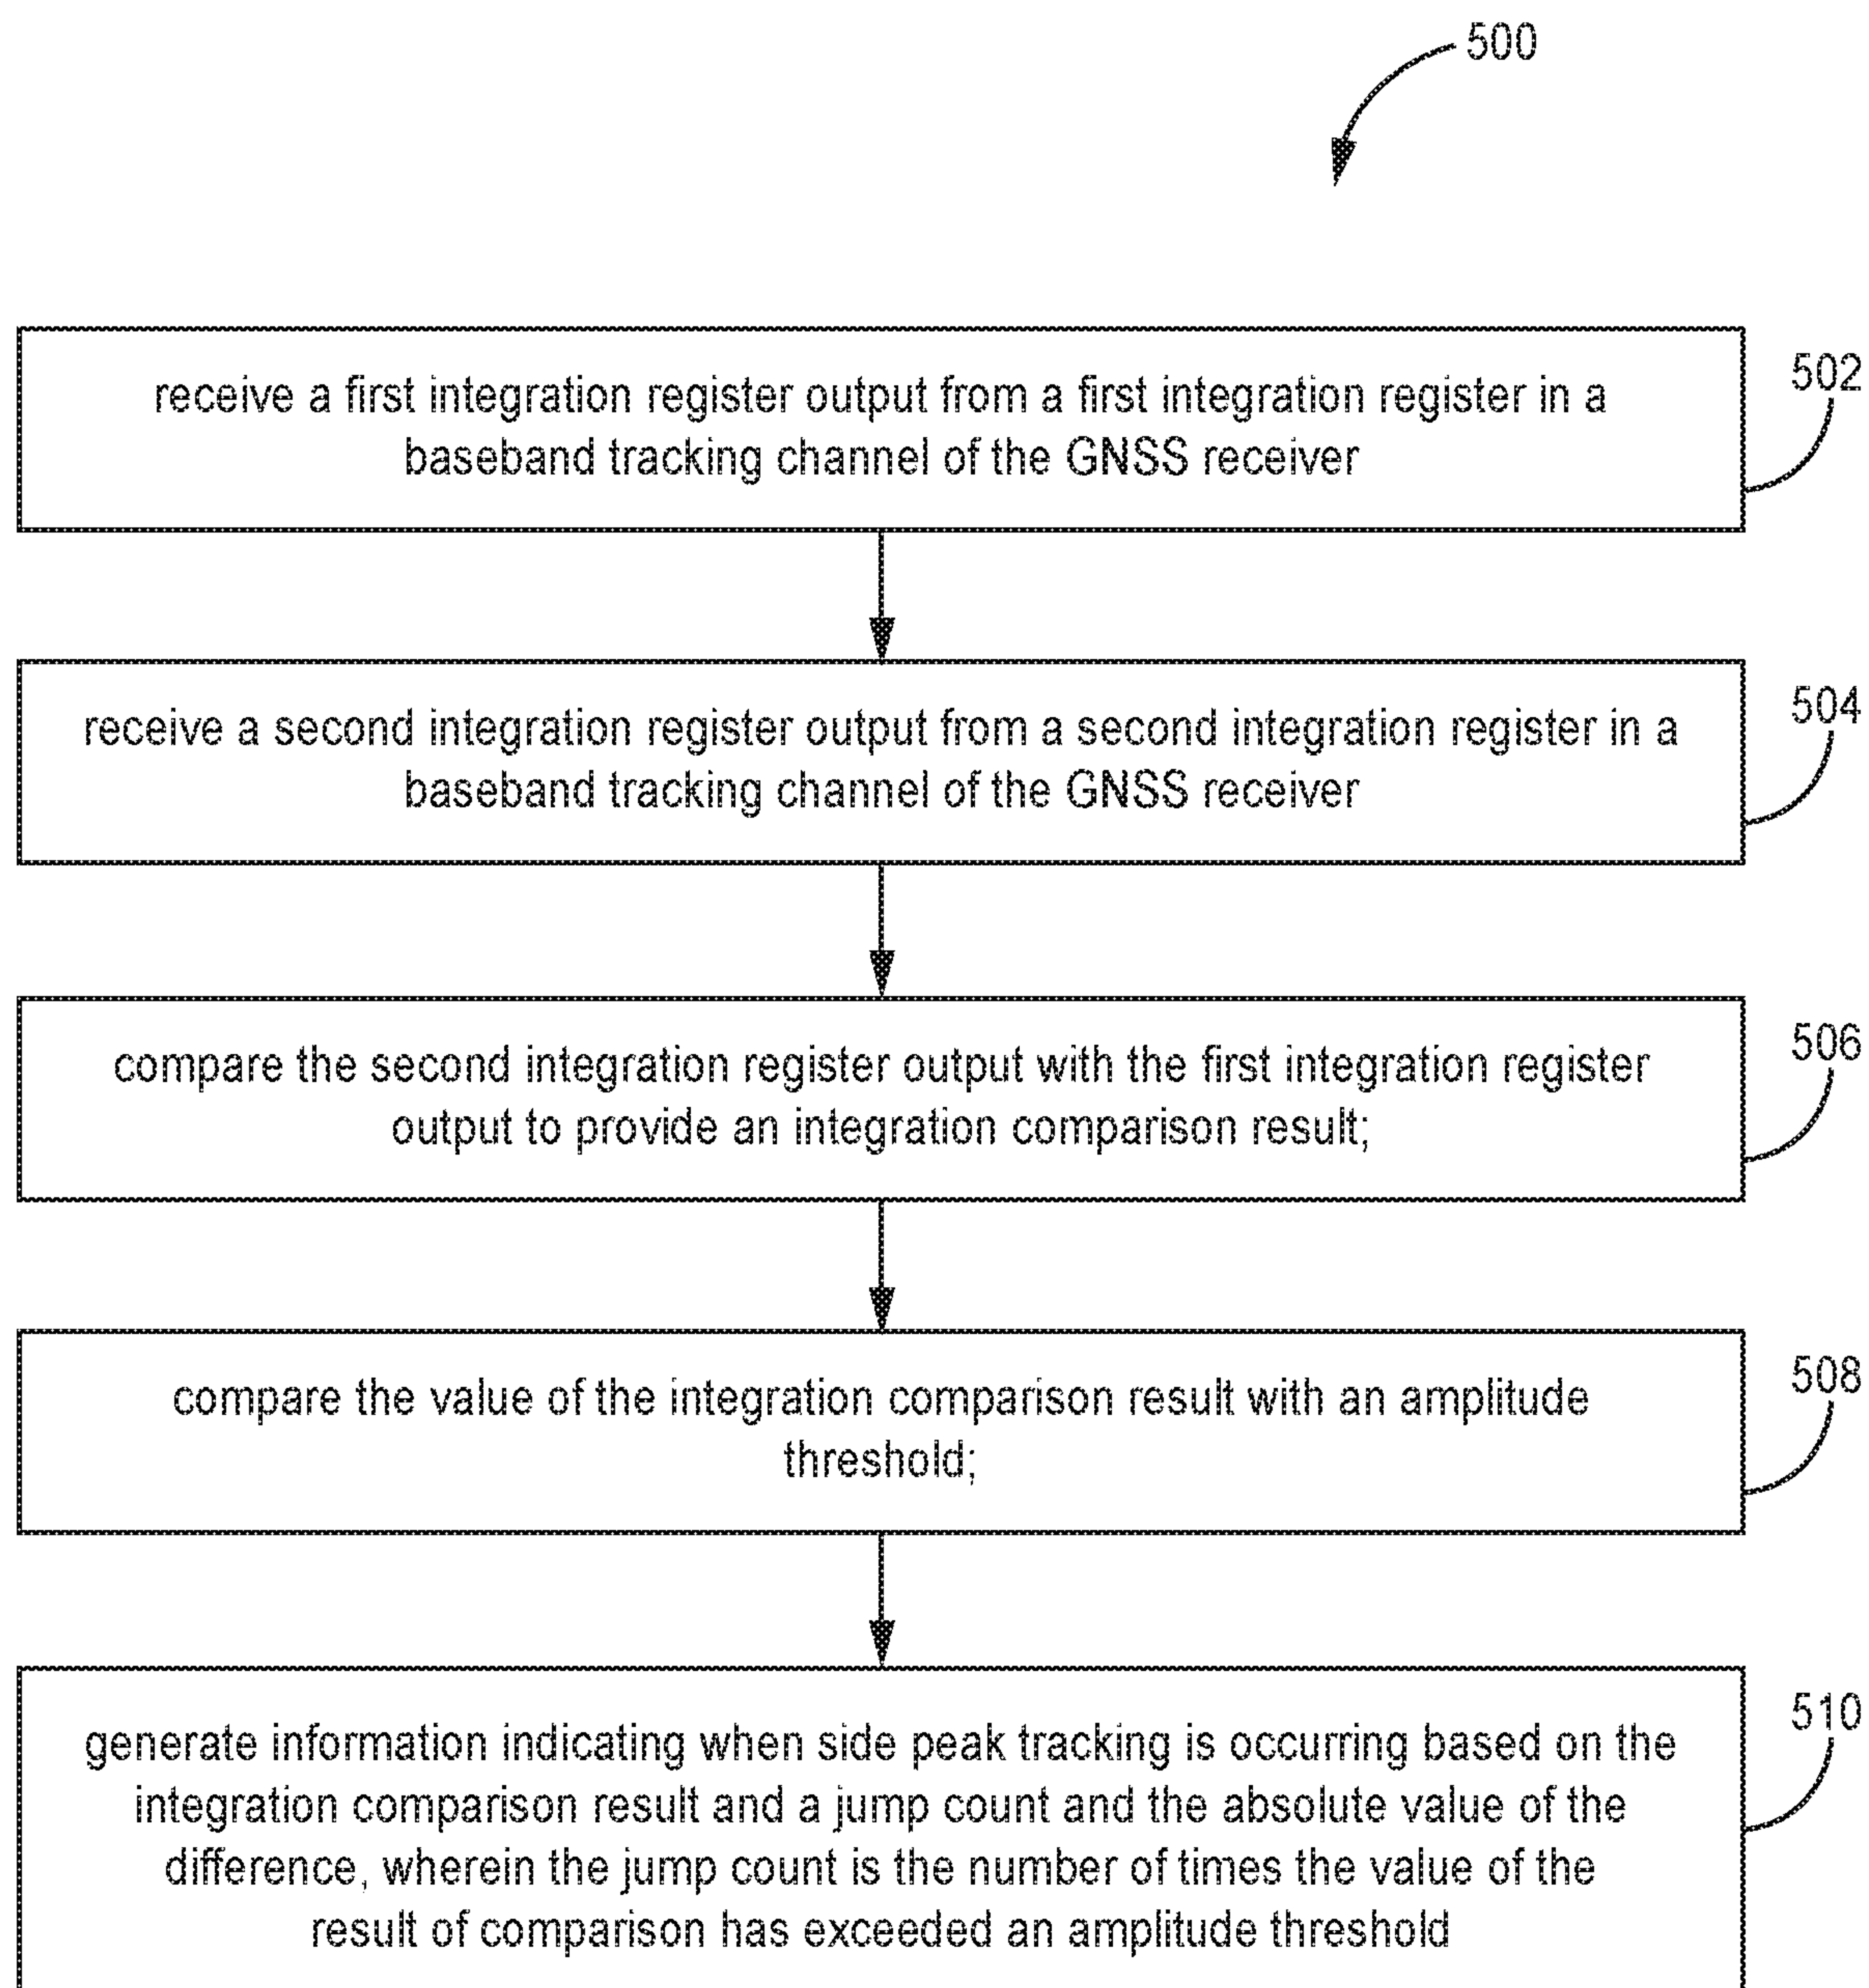 500
receive a first integration register output from a first integration register in a
baseband tracking channel of the GNSS receiver
502
receive a second integration register output from a second integration register in a
baseband tracking channel of the GNSS receiver
504
compare the second integration register output with the first integration register
output to provide an integration comparison result;
506
compare the value of the integration comparison result with an amplitude
threshold;
508
generate information indicating when side peak tracking is occurring based on the
integration comparison result and a jump count and the absolute value of the
difference, wherein the jump count is the number of times the value of the
result of comparison has exceeded an amplitude threshold
510